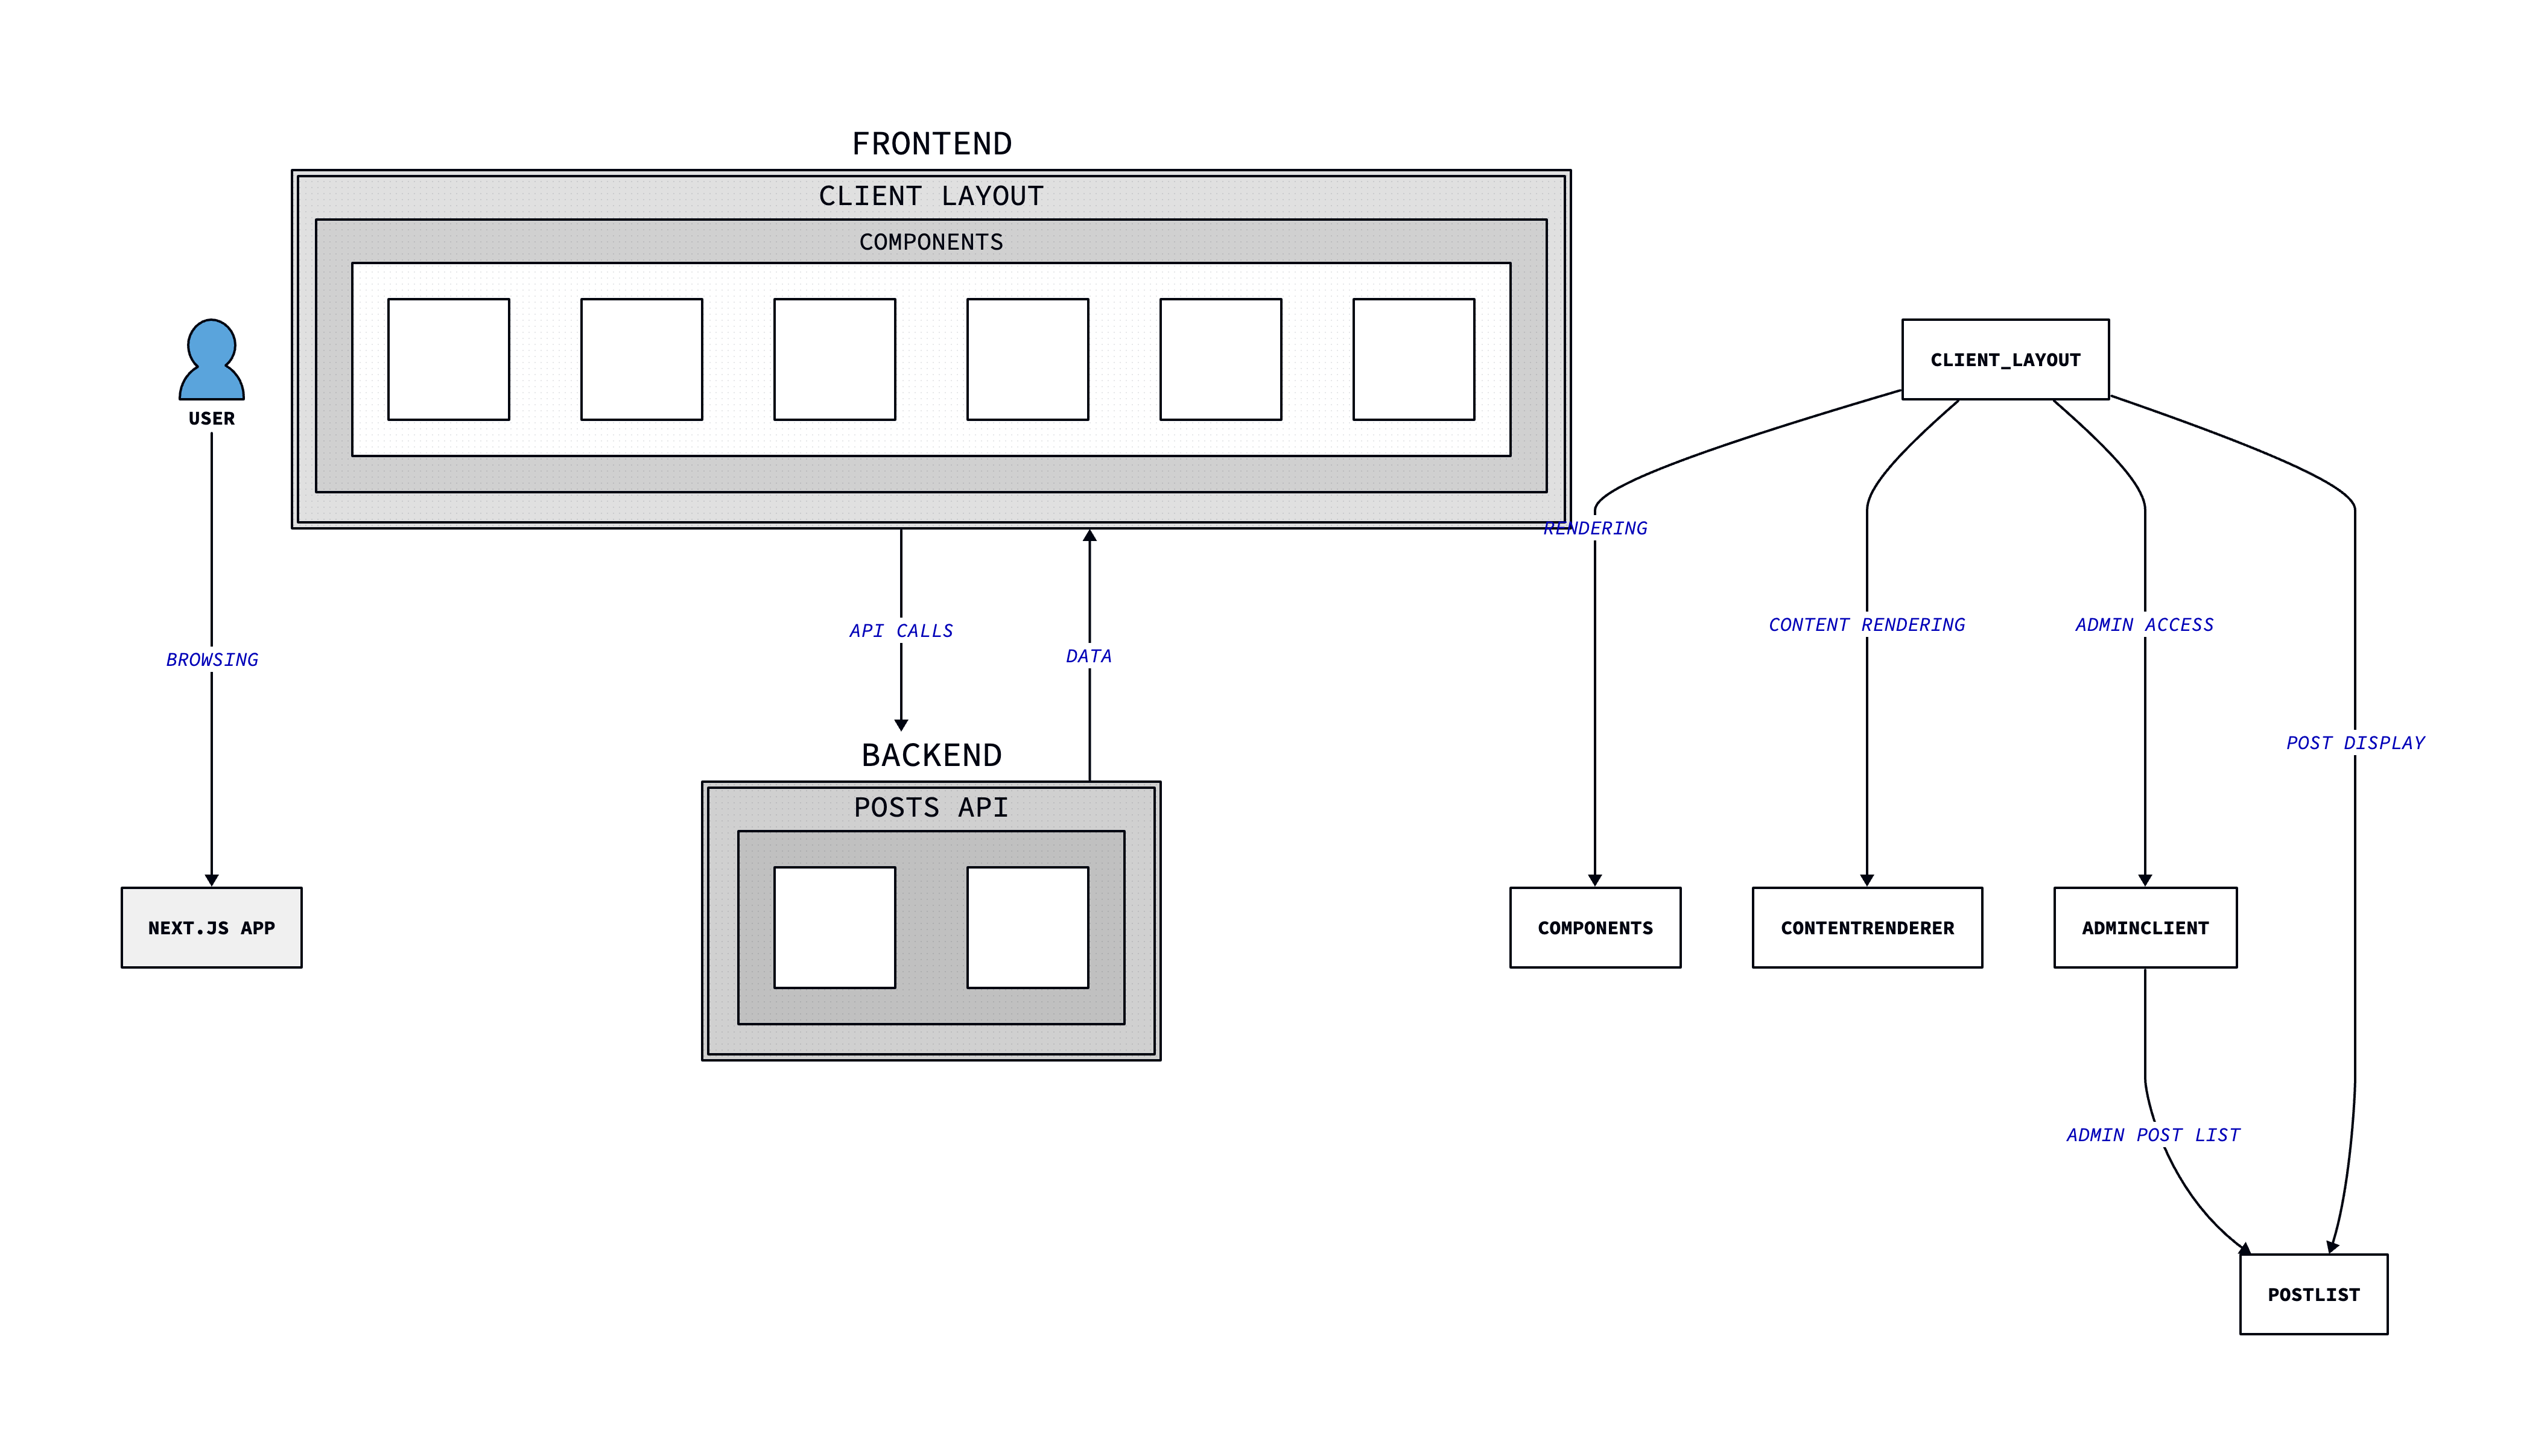 FRONTEND
CLIENT LAYOUT
COMPONENTS
USER
CLIENT_LAYOUT
RENDERING
API CALLS
CONTENT RENDERING
ADMIN ACCESS
BROWSING
DATA
POST DISPLAY
BACKEND
POSTS API
NEXT.JS APP
COMPONENTS
CONTENTRENDERER
ADMINCLIENT
ADMIN POST LIST
POSTLIST